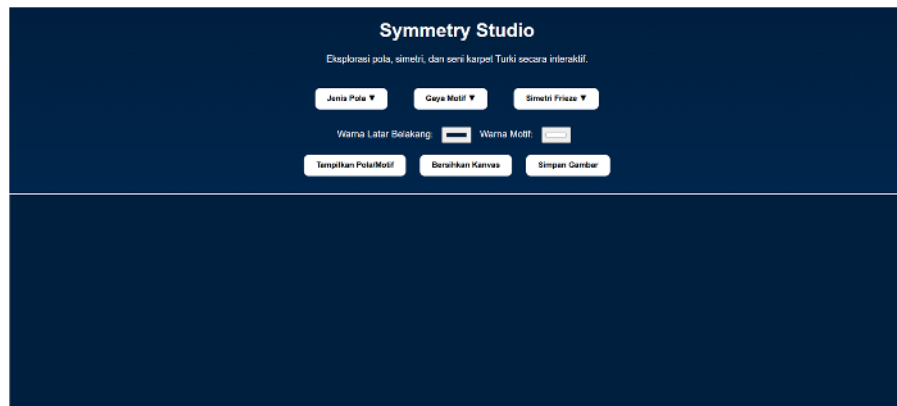 Symmetry Studio
Eksplorasi pola, simetri, dan seni karpet Turki secara interaktif.
Jenis Pola ▼ Gaya Motif ▼ Simetri Frieze ▼
Warna Latar Belakang: Warna Motif:
Tampilkan Pola/Motif Bersihkan Kanvas Simpan Gambar